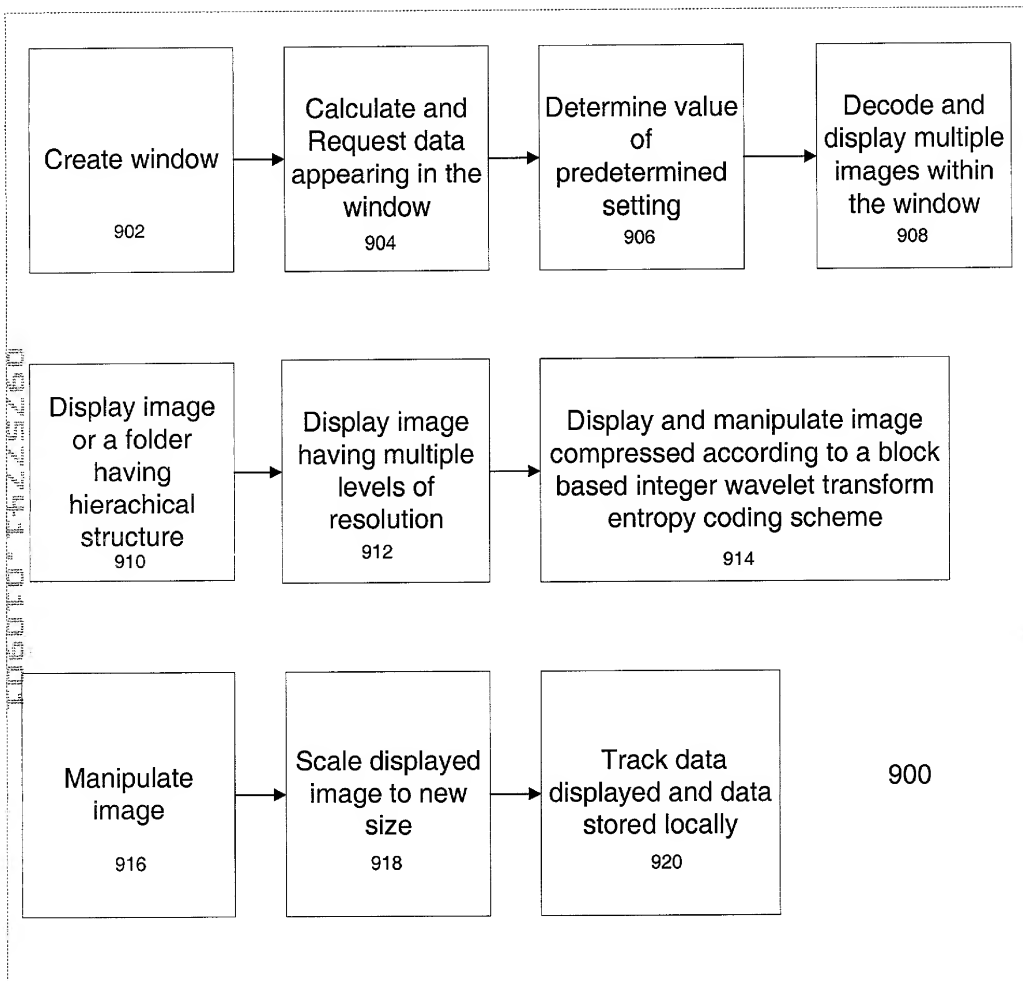 Create window
902
Calculate and
Request data
appearing in the
window
904
Determine value
of
predetermined
setting
906
Decode and
display multiple
images within
the window
908
Display image
or a folder
having
hierachical
structure
910
Display image
having multiple
levels of
resolution
912
Display and manipulate image
compressed according to a block
based integer wavelet transform
entropy coding scheme
914
Manipulate
image
916
Scale displayed
image to new
size
918
Track data
displayed and data
stored locally
920
900